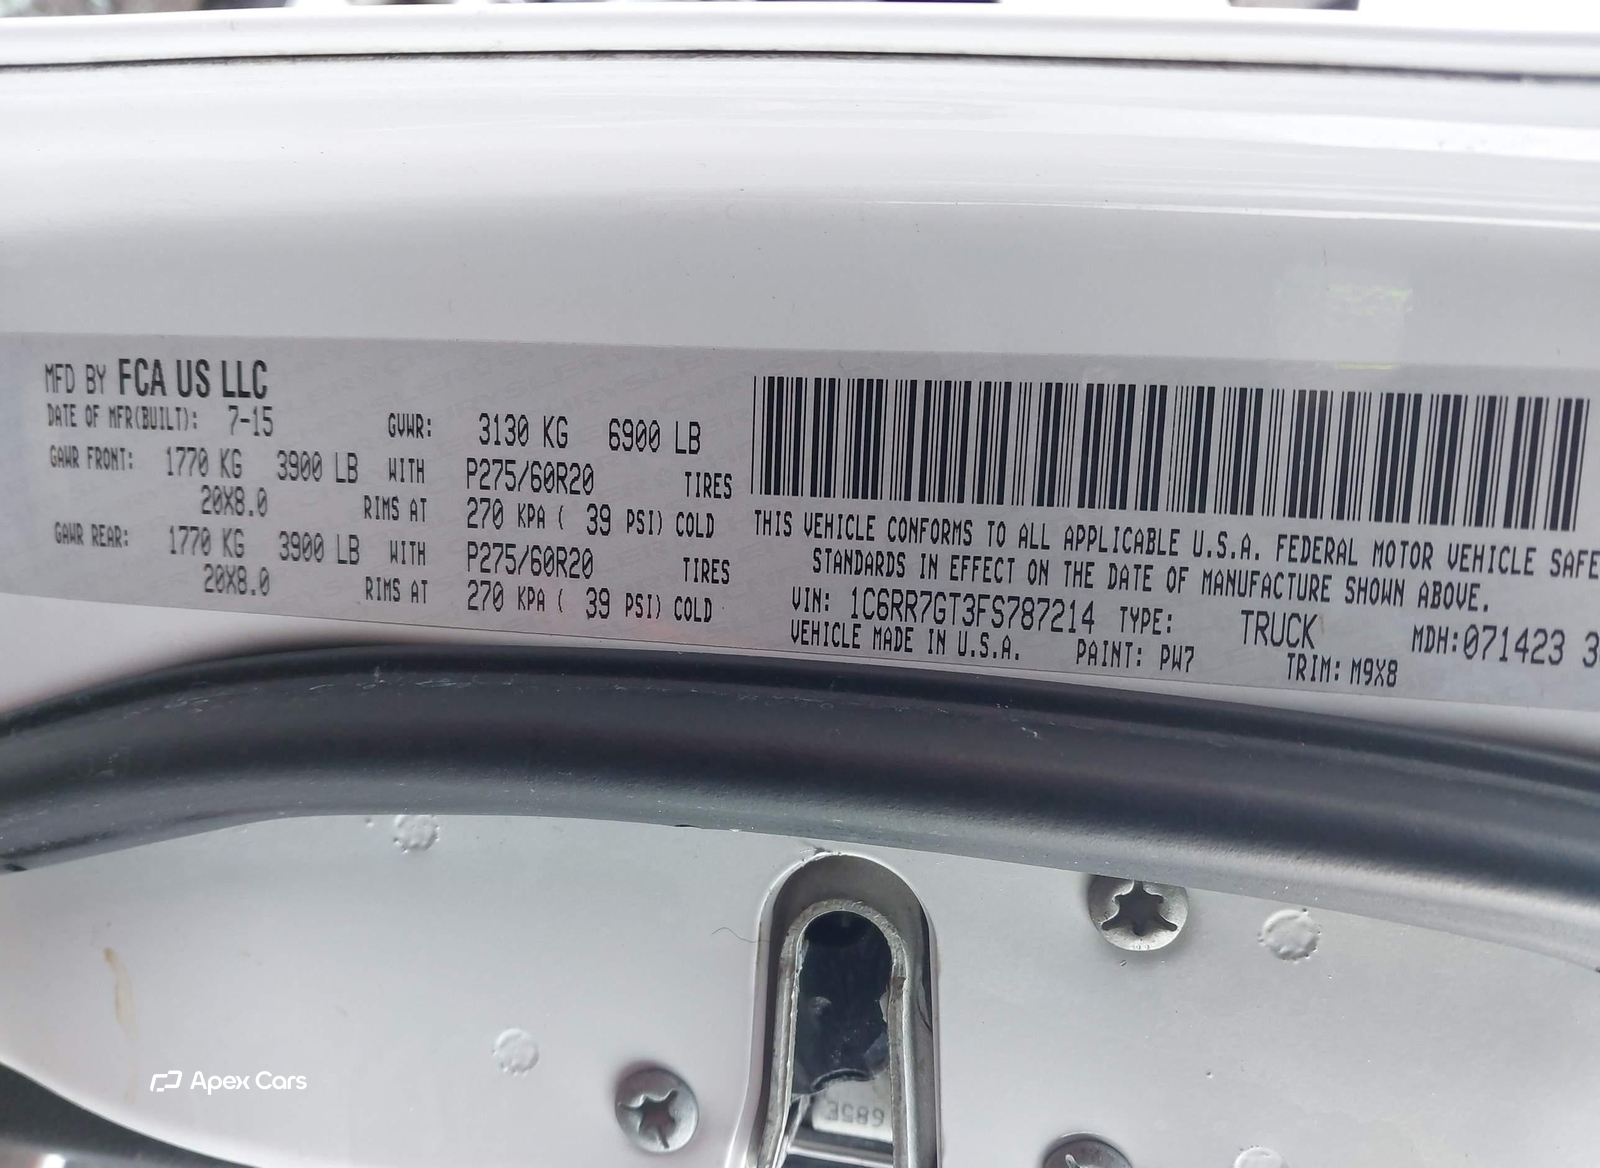 MFD BY FCA US LLC
DATE OF MFR(BUILT): 7-15 GVWR: 3130 KG 6900 LB
GAWR FRONT: 1770 KG 3900 LB WITH P275/60R20 TIRES
20X8.0 RIMS AT 270 KPA ( 39 PSI) COLD
GAWR REAR: 1770 KG 3900 LB WITH P275/60R20 TIRES
20X8.0 RIMS AT 270 KPA ( 39 PSI) COLD
THIS VEHICLE CONFORMS TO ALL APPLICABLE U.S.A. FEDERAL MOTOR VEHICLE SAFE
STANDARDS IN EFFECT ON THE DATE OF MANUFACTURE SHOWN ABOVE.
VIN: 1C6RR7GT3FS787214 TYPE: TRUCK MDH:071423 3
VEHICLE MADE IN U.S.A. PAINT: PW7 TRIM: M9X8
685E
Apex Cars